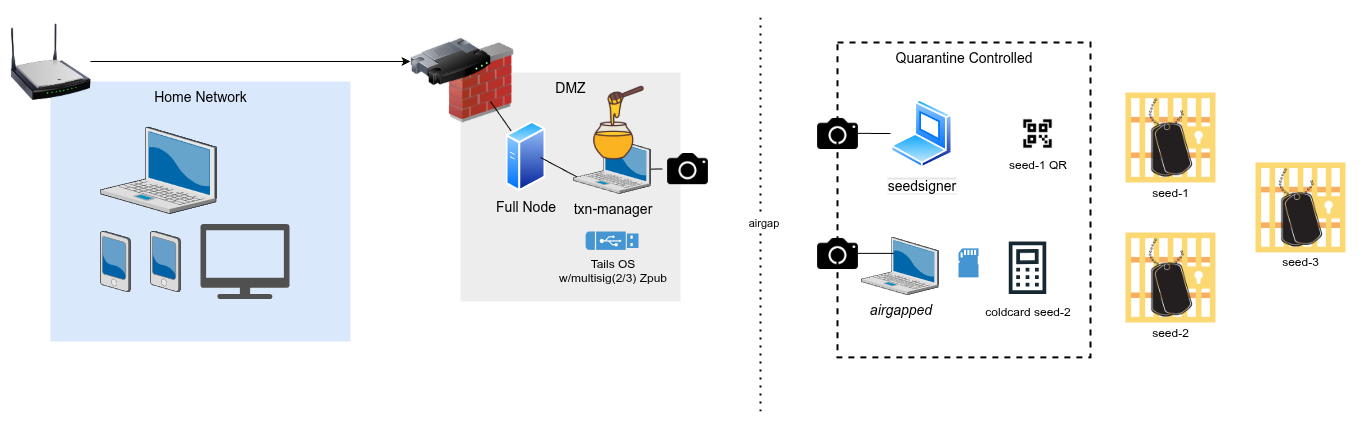 Home Network
DMZ
Full Node
txn-manager
Tails OS
w/multisig(2/3) Zpub
airgap
Quarantine Controlled
seedsigner
seed-1 QR
airgapped
coldcard seed-2
seed-1
seed-2
seed-3